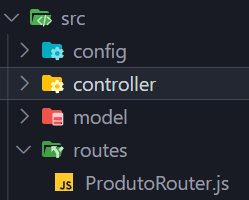 src
config
controller
model
routes
JS ProdutoRouter.js